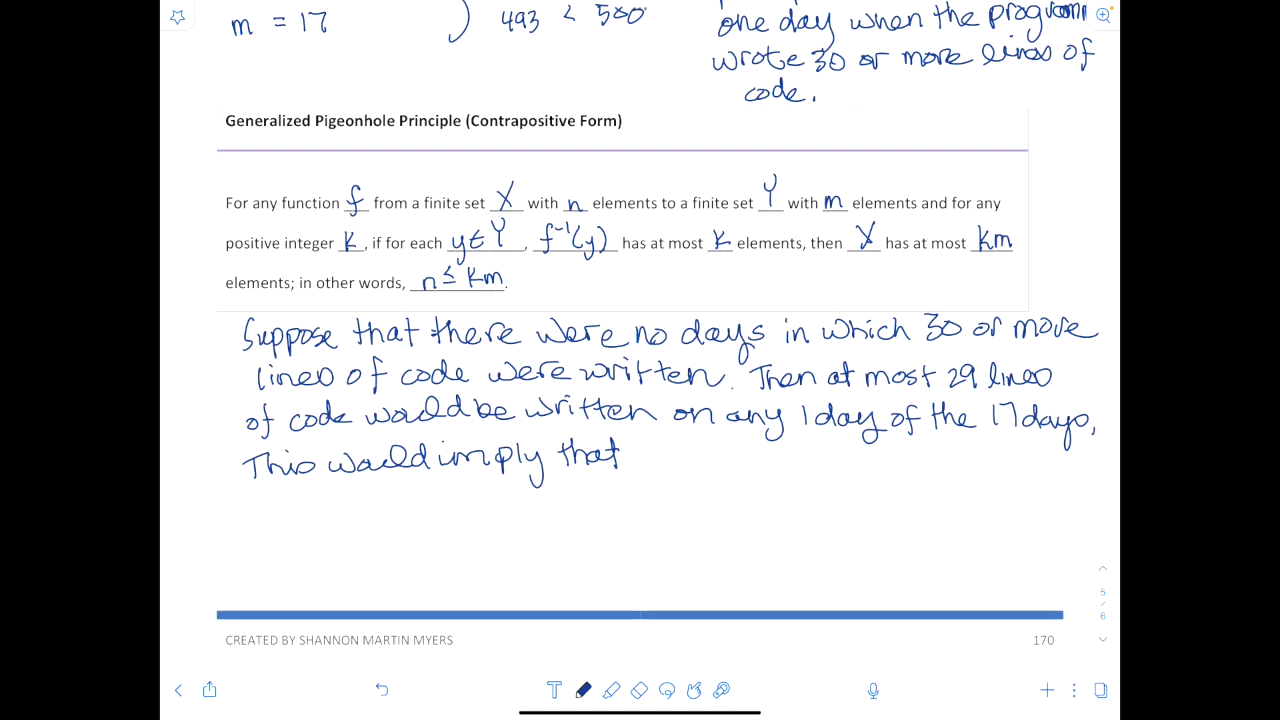 m = 17 ) 493 < 500 one day when the programm
wrote 30 or more lines of
code.
Generalized Pigeonhole Principle (Contrapositive Form)
For any function f from a finite set X with n elements to a finite set Y with m elements and for any
positive integer k, if for each y∈Y, f⁻¹(y) has at most k elements, then X has at most km
elements; in other words, n ≤ km.
Suppose that there were no days in which 30 or more
lines of code were written. Then at most 29 lines
of code would be written on any 1 day of the 17 days,
This would imply that
5
/
6
CREATED BY SHANNON MARTIN MYERS 170
T